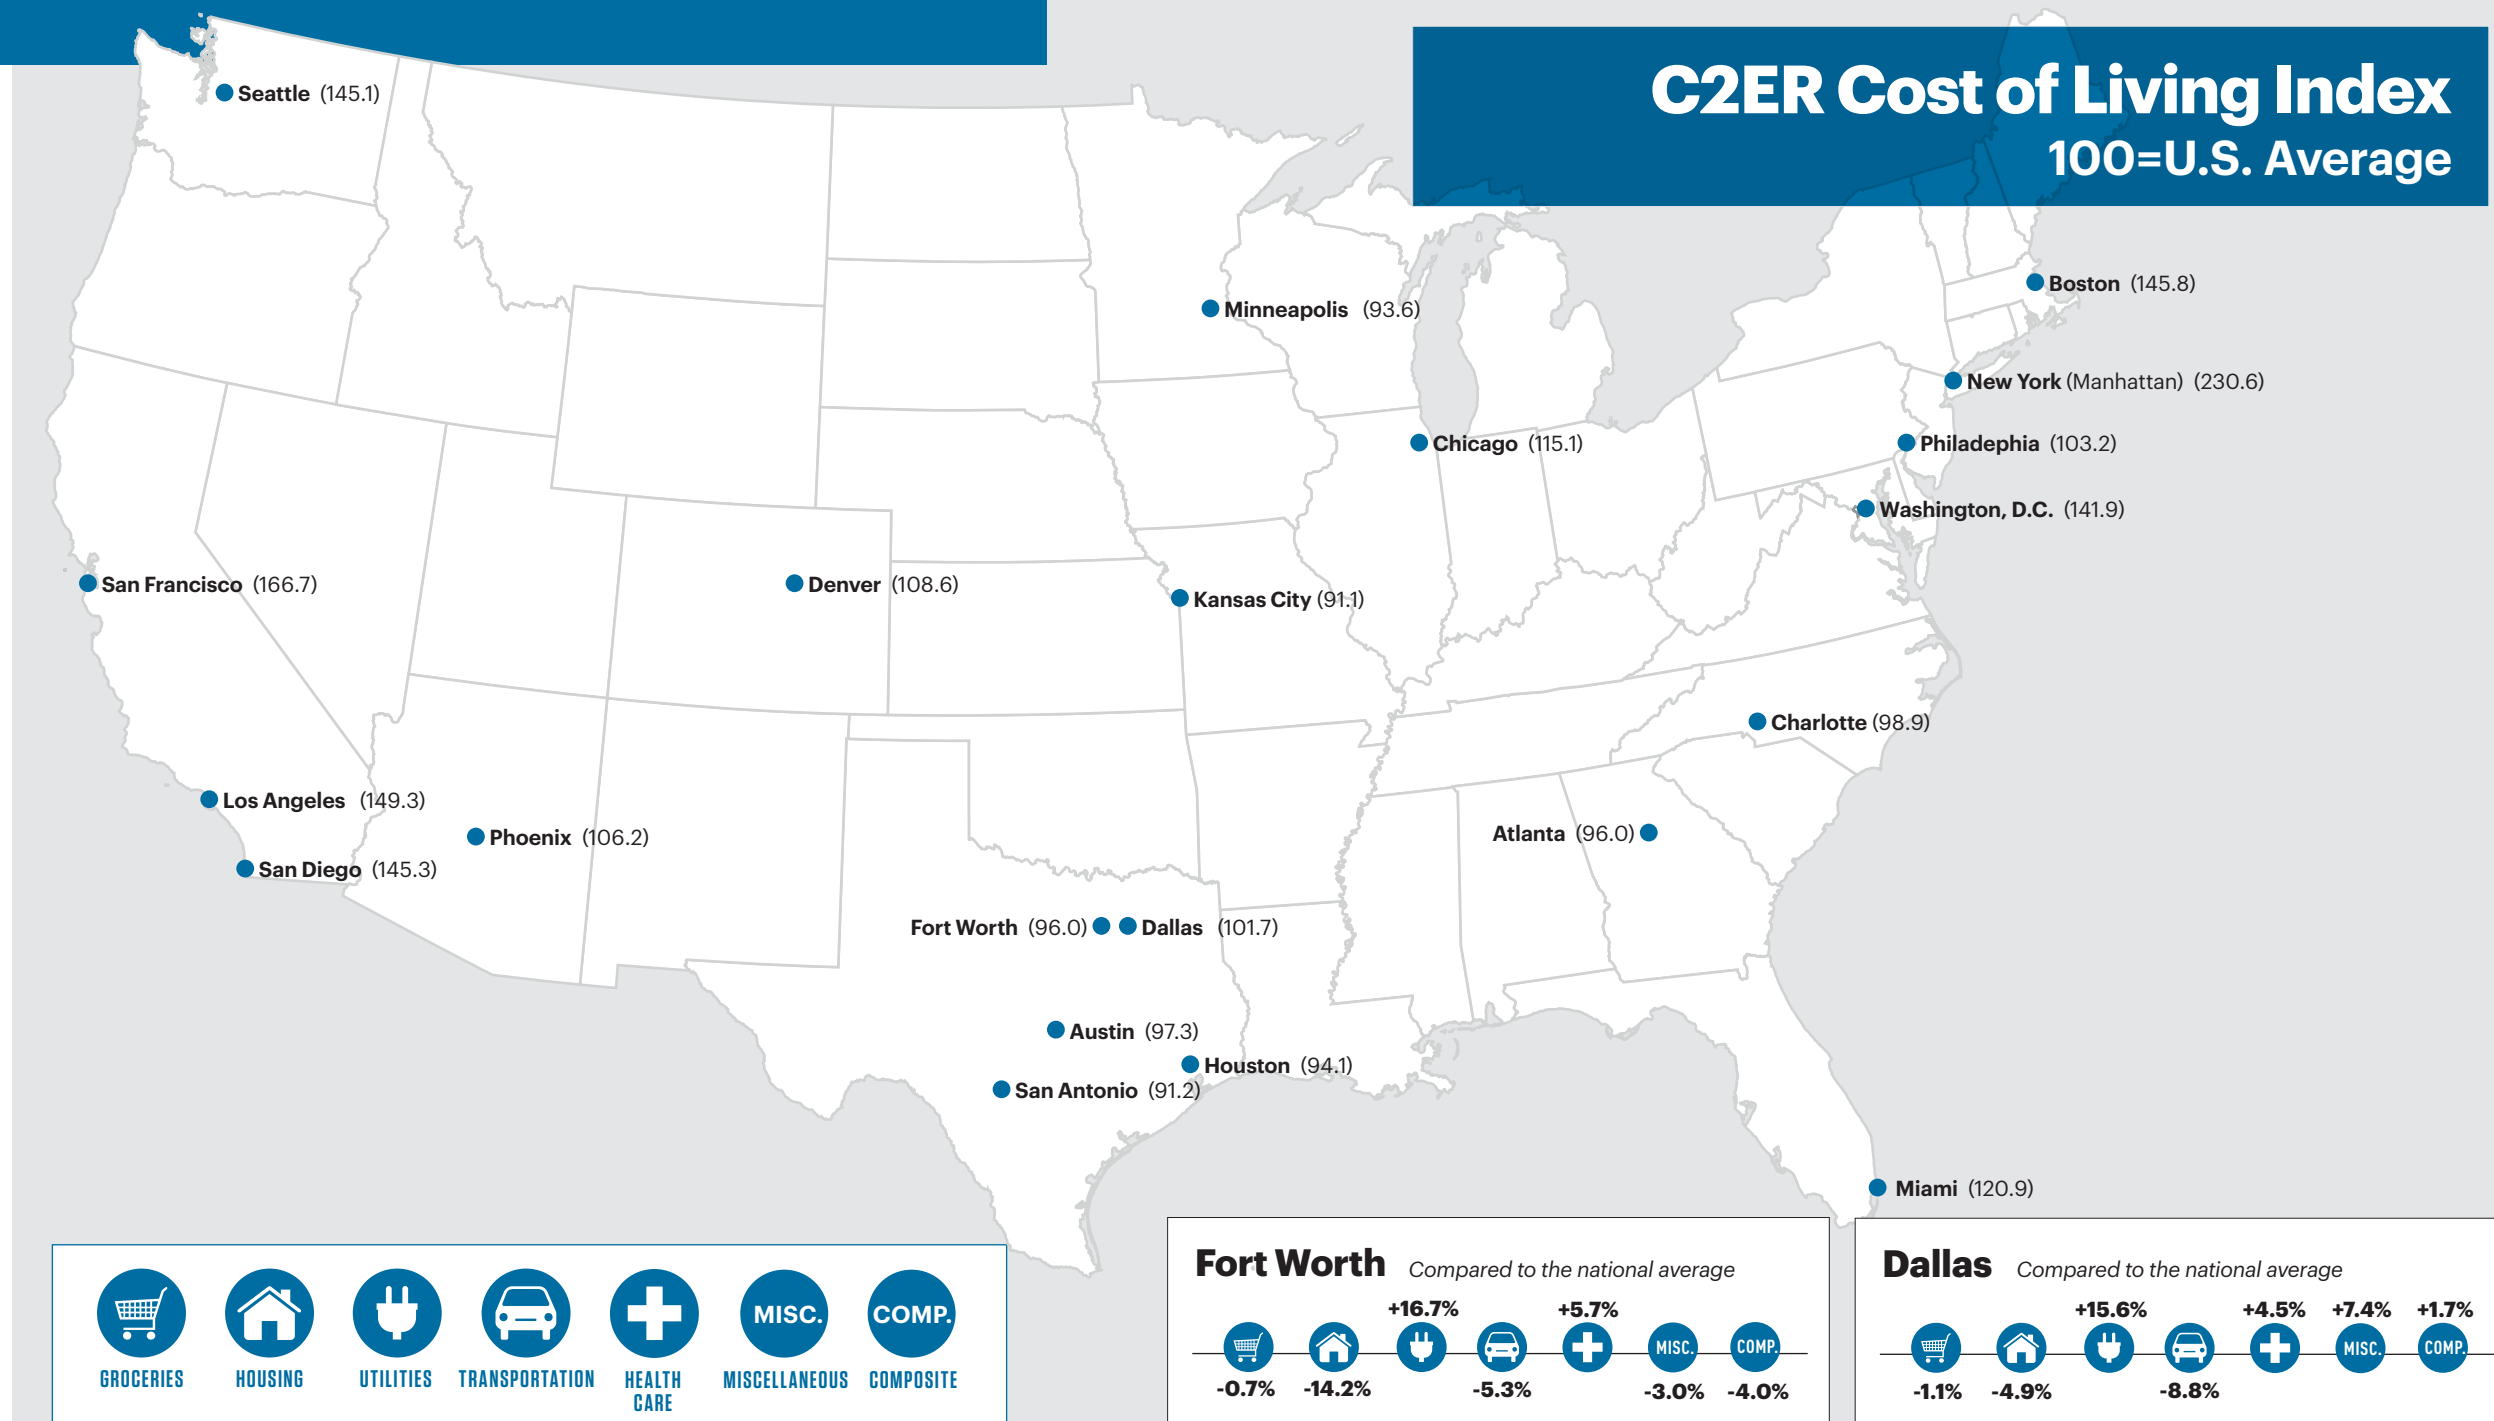 C2ER Cost of Living Index
100=U.S. Average
Seattle (145.1)
Boston (145.8)
Minneapolis (93.6)
New York (Manhattan) (230.6)
Chicago (115.1)
Philadephia (103.2)
Washington, D.C. (141.9)
San Francisco (166.7)
Denver (108.6)
Kansas City (91.1)
Charlotte (98.9)
Los Angeles (149.3)
Phoenix (106.2)
Atlanta (96.0)
San Diego (145.3)
Fort Worth (96.0)
Dallas (101.7)
Austin (97.3)
Houston (94.1)
San Antonio (91.2)
Miami (120.9)
MISC.
COMP.
GROCERIES
HOUSING
UTILITIES
TRANSPORTATION
HEALTH
CARE
MISCELLANEOUS
COMPOSITE
Fort Worth Compared to the national average
+16.7% +5.7%
MISC. COMP.
-0.7% -14.2% -5.3% -3.0% -4.0%
Dallas Compared to the national average
+15.6% +4.5% +7.4% +1.7%
MISC. COMP.
-1.1% -4.9% -8.8%